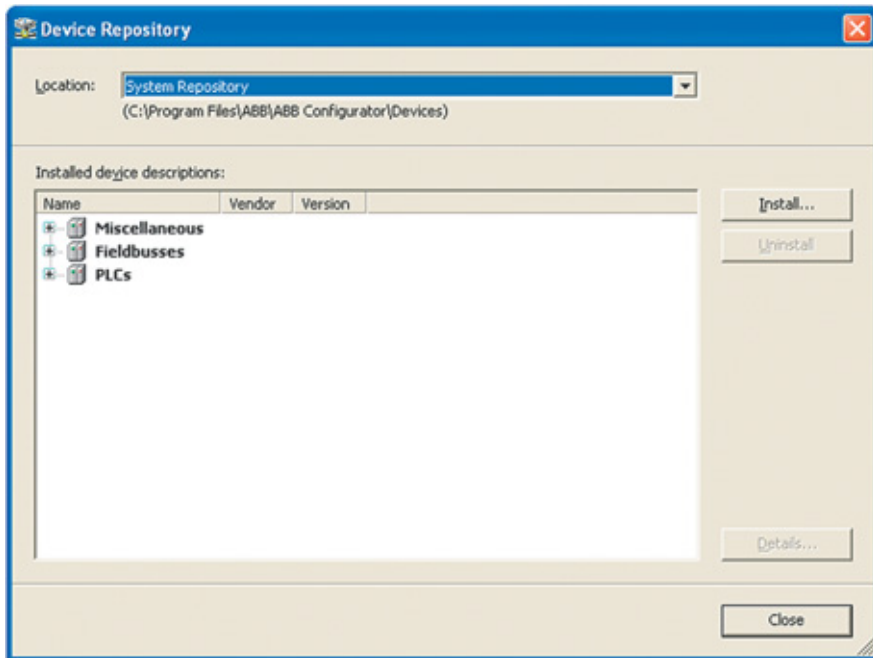 Device Repository
Location: System Repository
(C:\Program Files\ABB\ABB Configurator\Devices)
Installed device descriptions:
Name Vendor Version
Install...
Miscellaneous
Uninstall
Fieldbusses
PLCs
Details...
Close